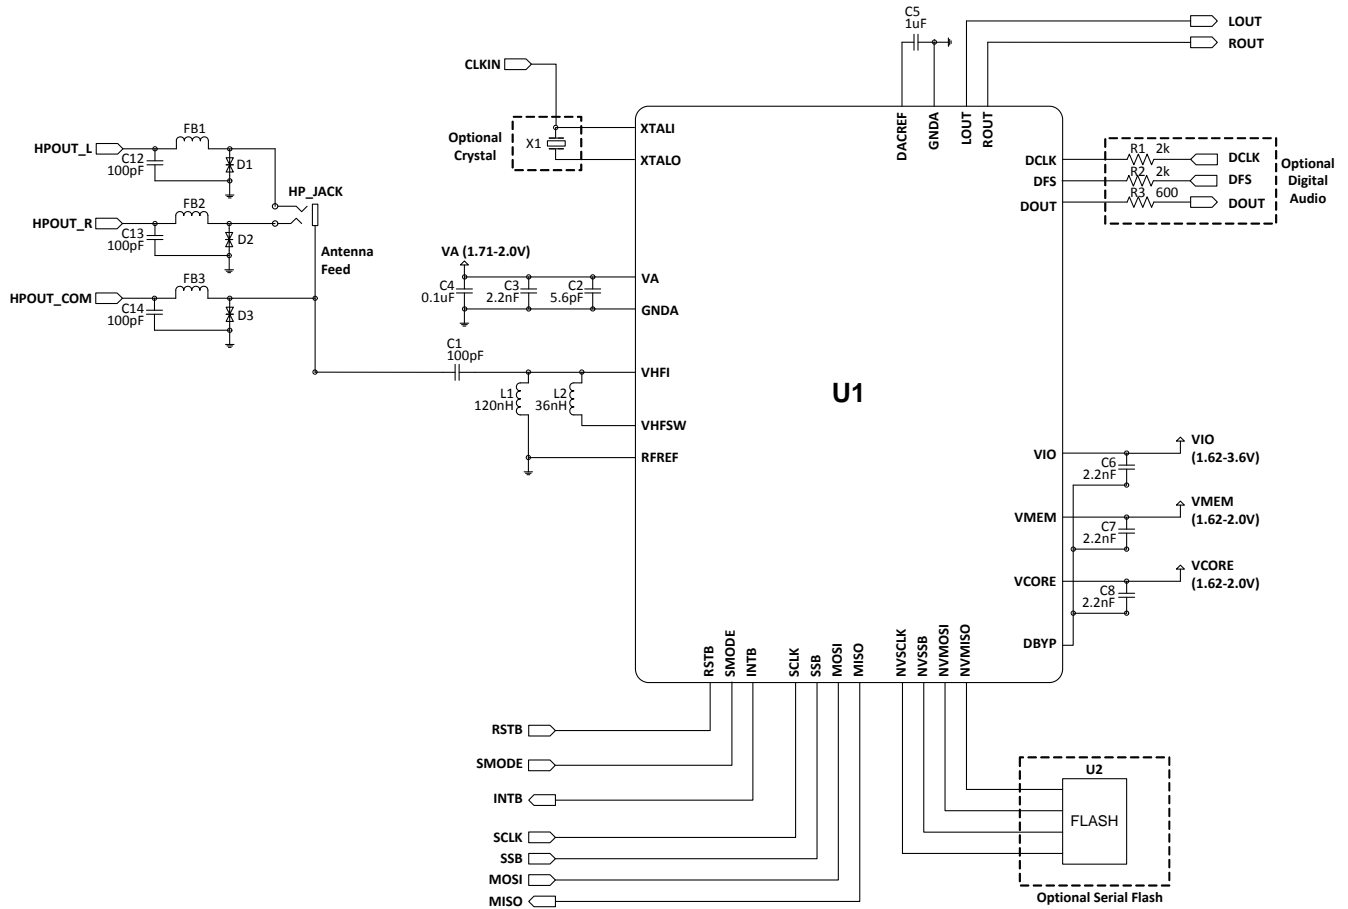 C5
1uF
LOUT
ROUT
CLKIN
Optional
Crystal
X1
XTALI
XTALO
DACREF
GNDA
LOUT
ROUT
DCLK
DFS
DOUT
R1 2k
R2 2k
R3 600
DCLK
DFS
DOUT
Optional
Digital
Audio
FB1
HPOUT_L
C12
100pF
D1
HP_JACK
FB2
HPOUT_R
C13
100pF
D2
Antenna
Feed
FB3
HPOUT_COM
C14
100pF
D3
VA (1.71-2.0V)
C4
0.1uF
C3
2.2nF
C2
5.6pF
VA
GNDA
C1
100pF
L1
120nH
L2
36nH
VHFI
VHFSW
RFREF
U1
VIO
C6
2.2nF
VIO
(1.62-3.6V)
VMEM
C7
2.2nF
VMEM
(1.62-2.0V)
VCORE
C8
2.2nF
VCORE
(1.62-2.0V)
DBYP
RSTB
SMODE
INTB
SCLK
SSB
MOSI
MISO
NVSCLK
NVSSB
NVMOSI
NVMISO
RSTB
SMODE
INTB
SCLK
SSB
MOSI
MISO
U2
FLASH
Optional Serial Flash